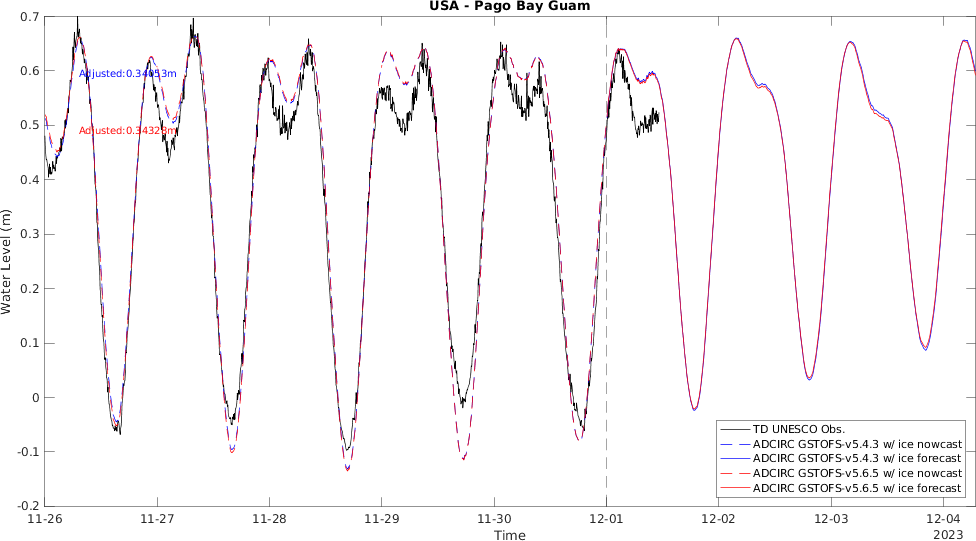 USA - Pago Bay Guam
0.7
0.6
0.5
0.4
0.3
0.2
0.1
0
-0.1
-0.2
Water Level (m)
Adjusted:0.34053m
Adjusted:0.34328m
TD UNESCO Obs.
ADCIRC GSTOFS-v5.4.3 w/ ice nowcast
ADCIRC GSTOFS-v5.4.3 w/ ice forecast
ADCIRC GSTOFS-v5.6.5 w/ ice nowcast
ADCIRC GSTOFS-v5.6.5 w/ ice forecast
11-26 11-27 11-28 11-29 11-30 12-01 12-02 12-03 12-04
Time
2023